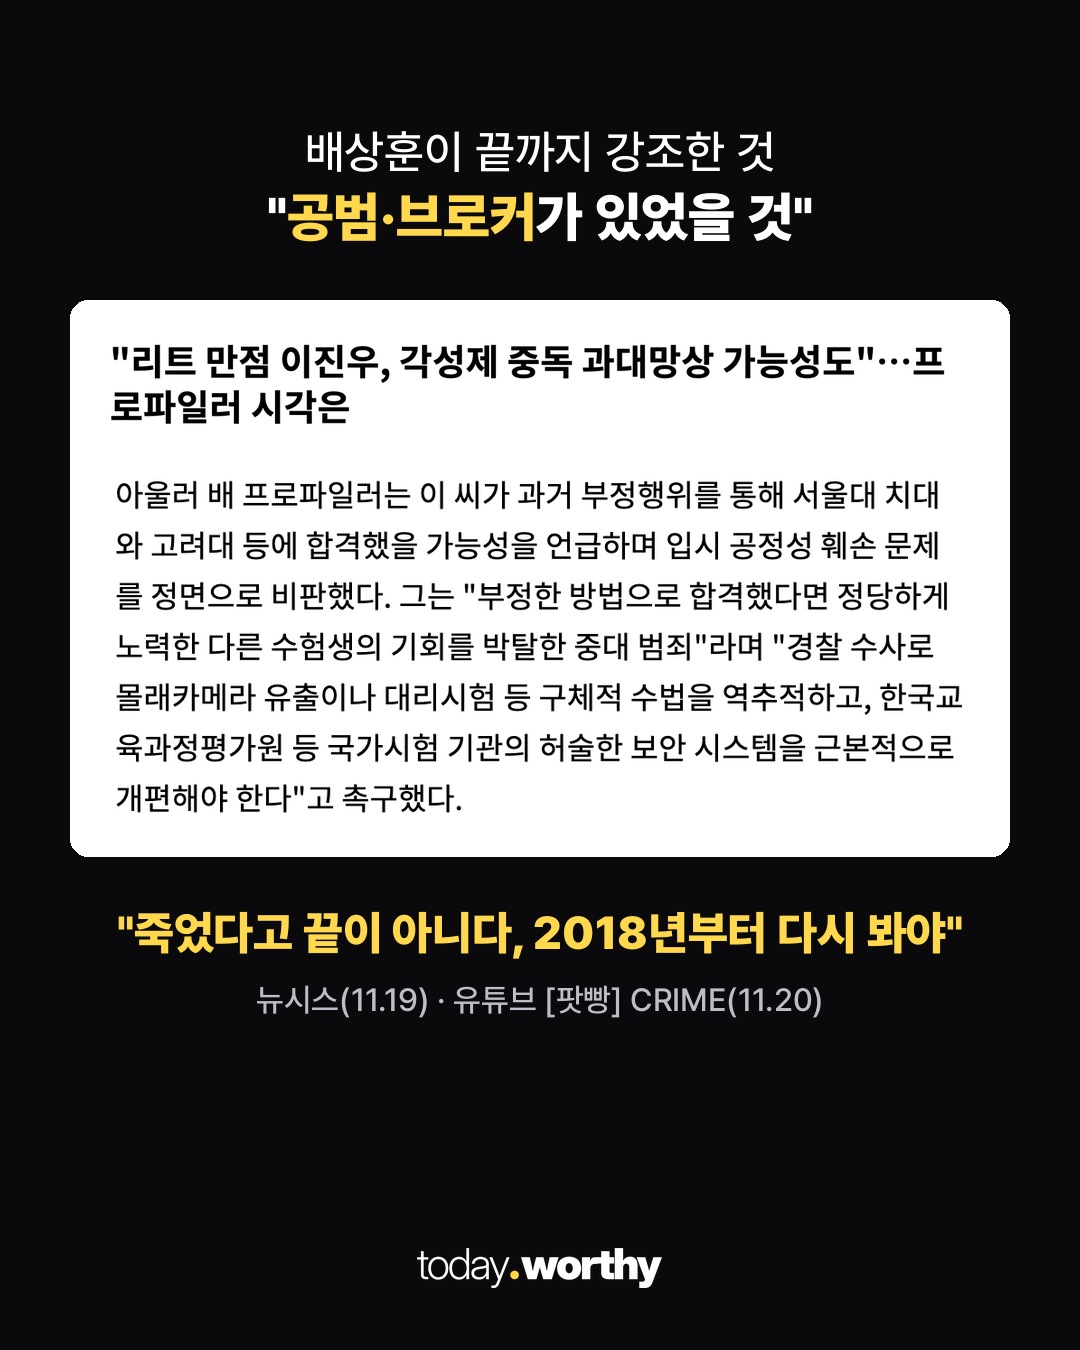 배상훈이 끝까지 강조한 것
"공범·브로커가 있었을 것"
"리트 만점 이진우, 각성제 중독 과대망상 가능성도"…프
로파일러 시각은
아울러 배 프로파일러는 이 씨가 과거 부정행위를 통해 서울대 치대
와 고려대 등에 합격했을 가능성을 언급하며 입시 공정성 훼손 문제
를 정면으로 비판했다. 그는 "부정한 방법으로 합격했다면 정당하게
노력한 다른 수험생의 기회를 박탈한 중대 범죄"라며 "경찰 수사로
몰래카메라 유출이나 대리시험 등 구체적 수법을 역추적하고, 한국교
육과정평가원 등 국가시험 기관의 허술한 보안 시스템을 근본적으로
개편해야 한다"고 촉구했다.
"죽었다고 끝이 아니다, 2018년부터 다시 봐야"
뉴시스(11.19) · 유튜브 [팟빵] CRIME(11.20)
today.worthy